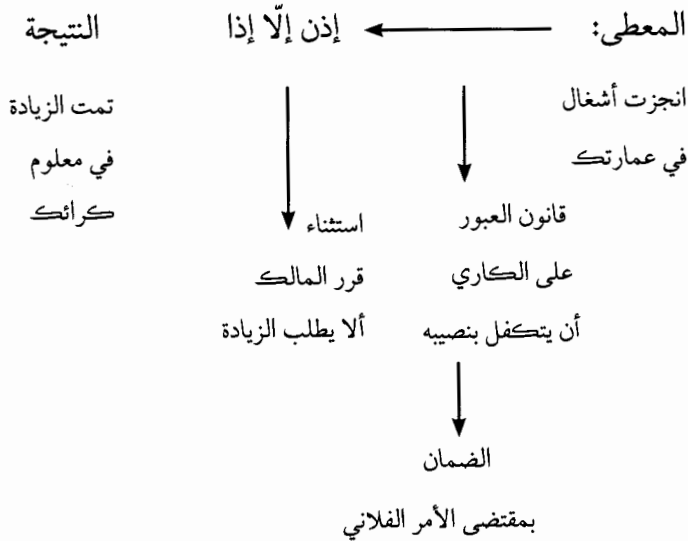 المعطى:
انجزت أشغال
في عمارتك
إذن إلّا إذا
النتيجة
تمت الزيادة
في معلوم
كرائك
قانون العبور
على الكاري
أن يتكفل بنصيبه
استثناء
قرر المالك
ألا يطلب الزيادة
الضمان
بمقتضى الأمر الفلاني